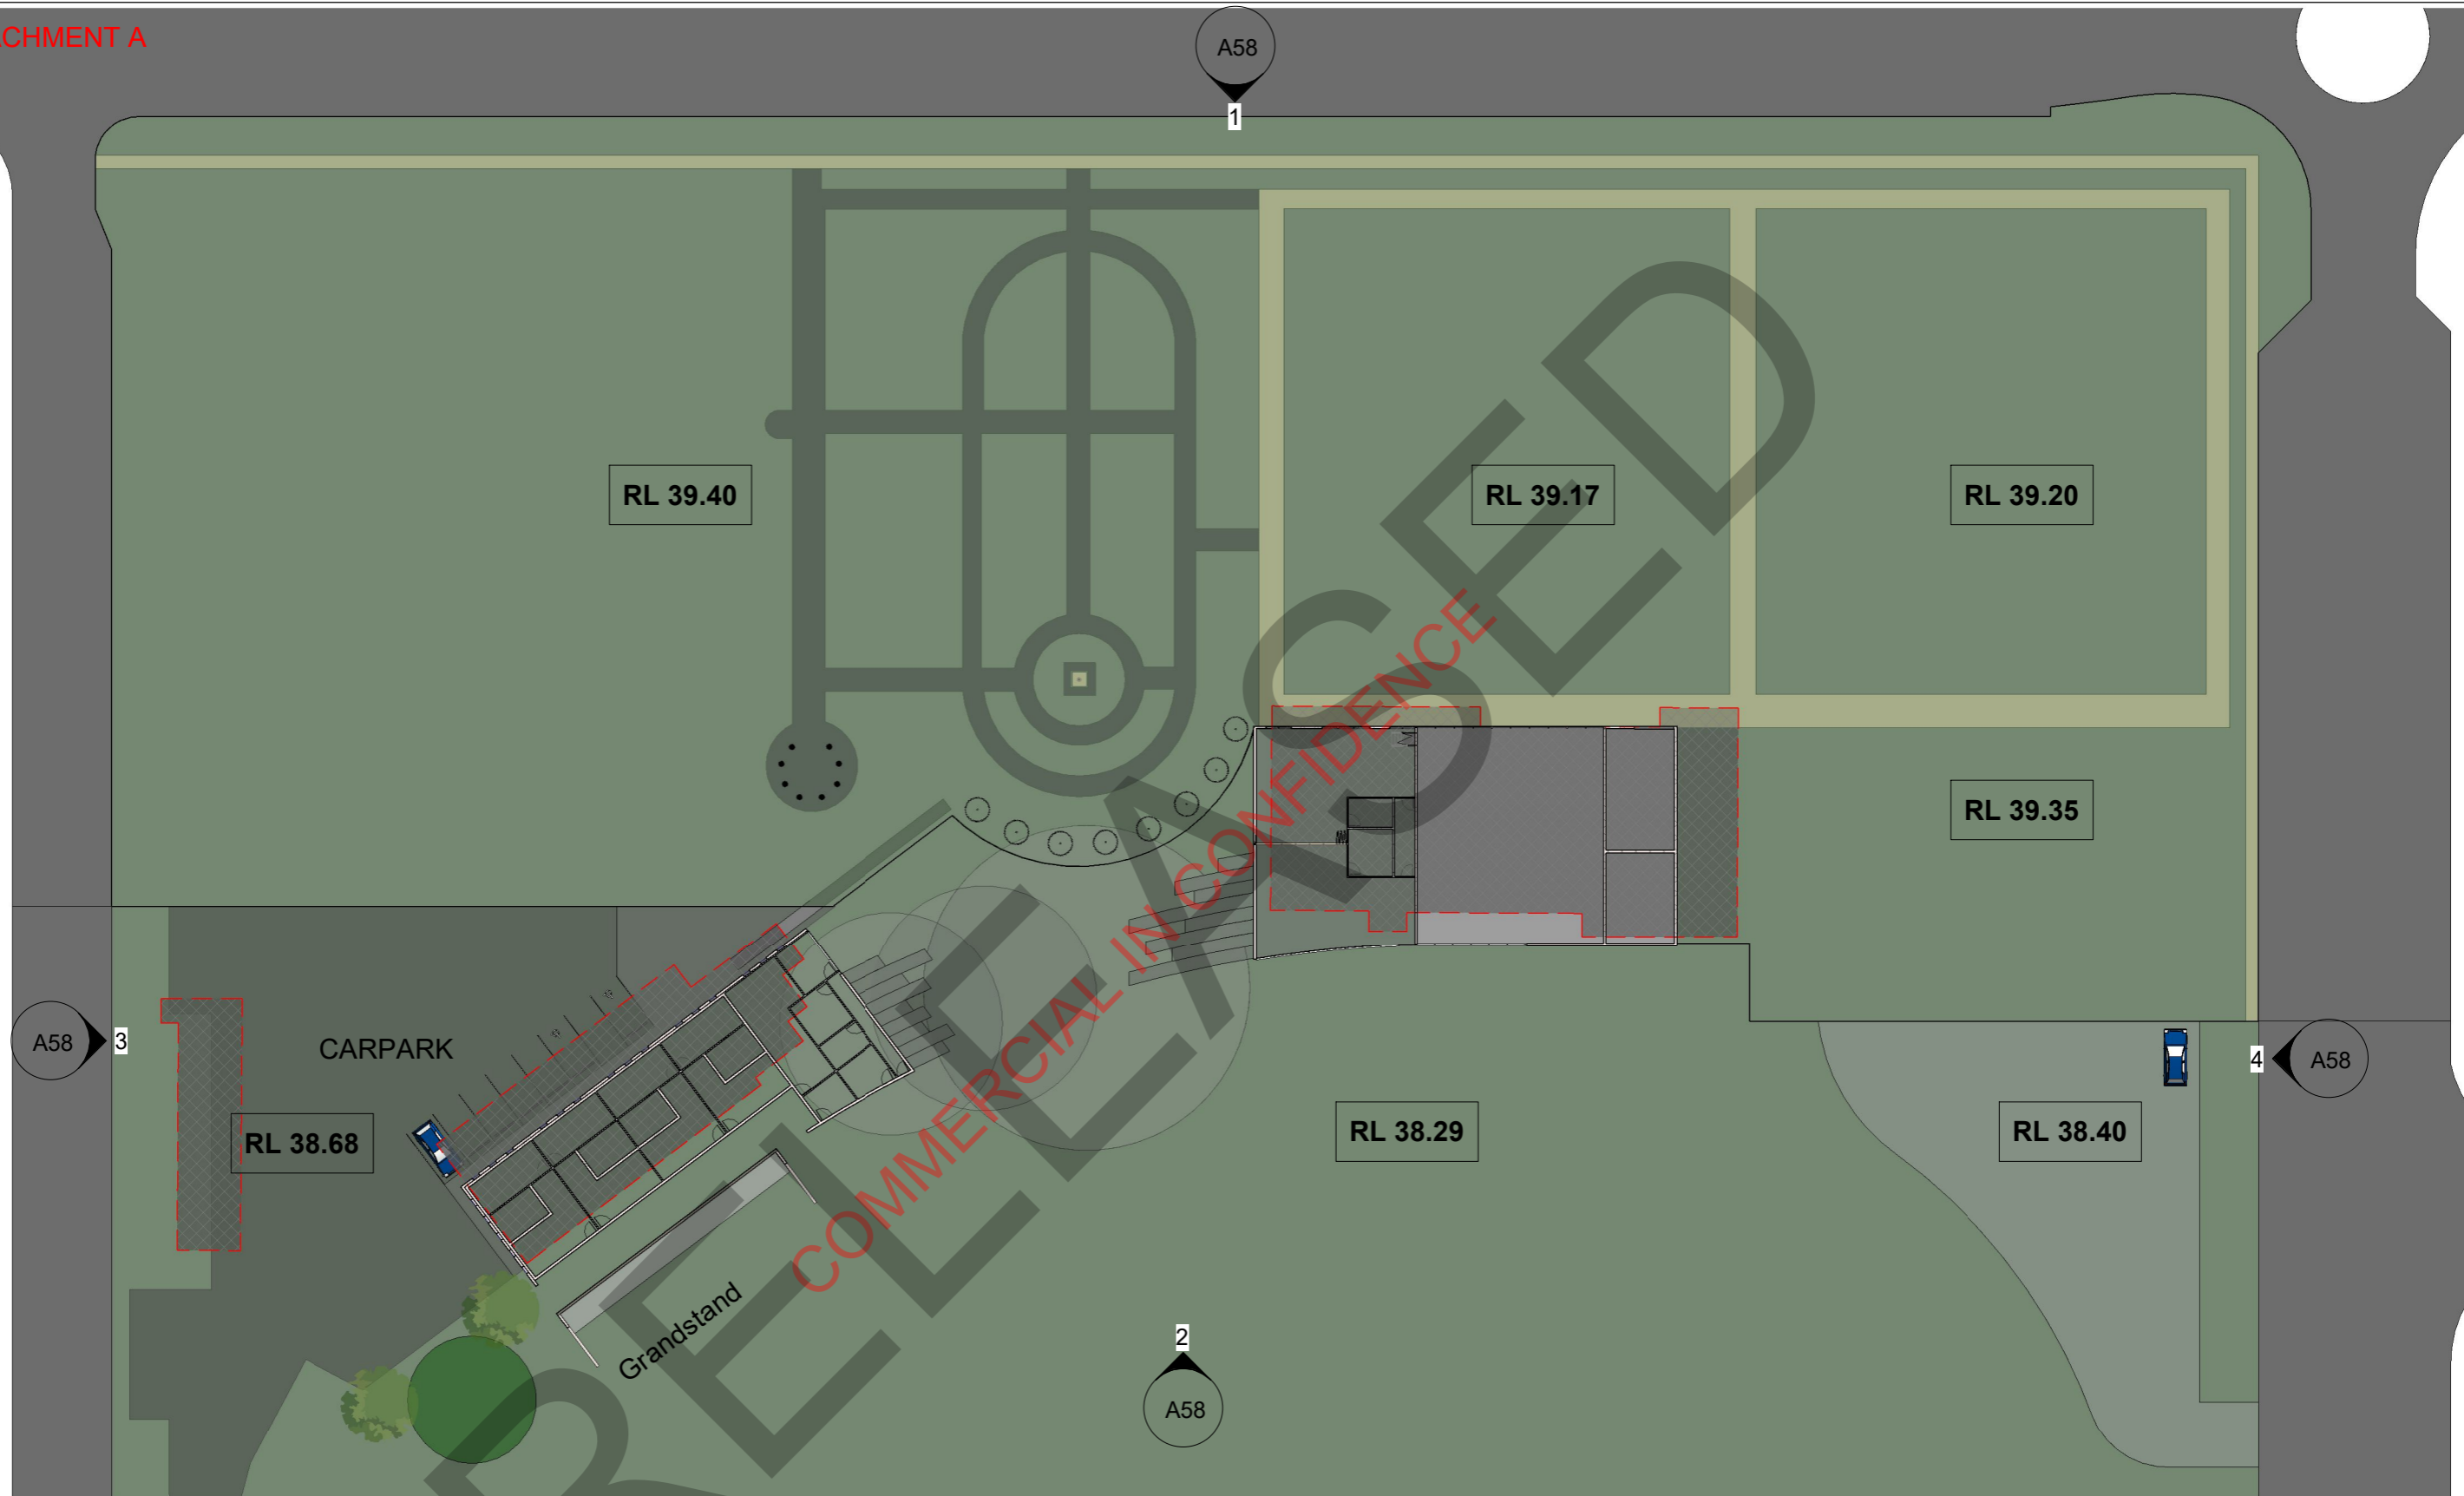 CHMENT A
A58
1
RL 39.40
RL 39.17
RL 39.20
RL 39.35
A58
3
CARPARK
RL 38.68
RL 38.29
RL 38.40
4
A58
Grandstand
2
A58
RELEASED
COMMERCIAL IN CONFIDENCE